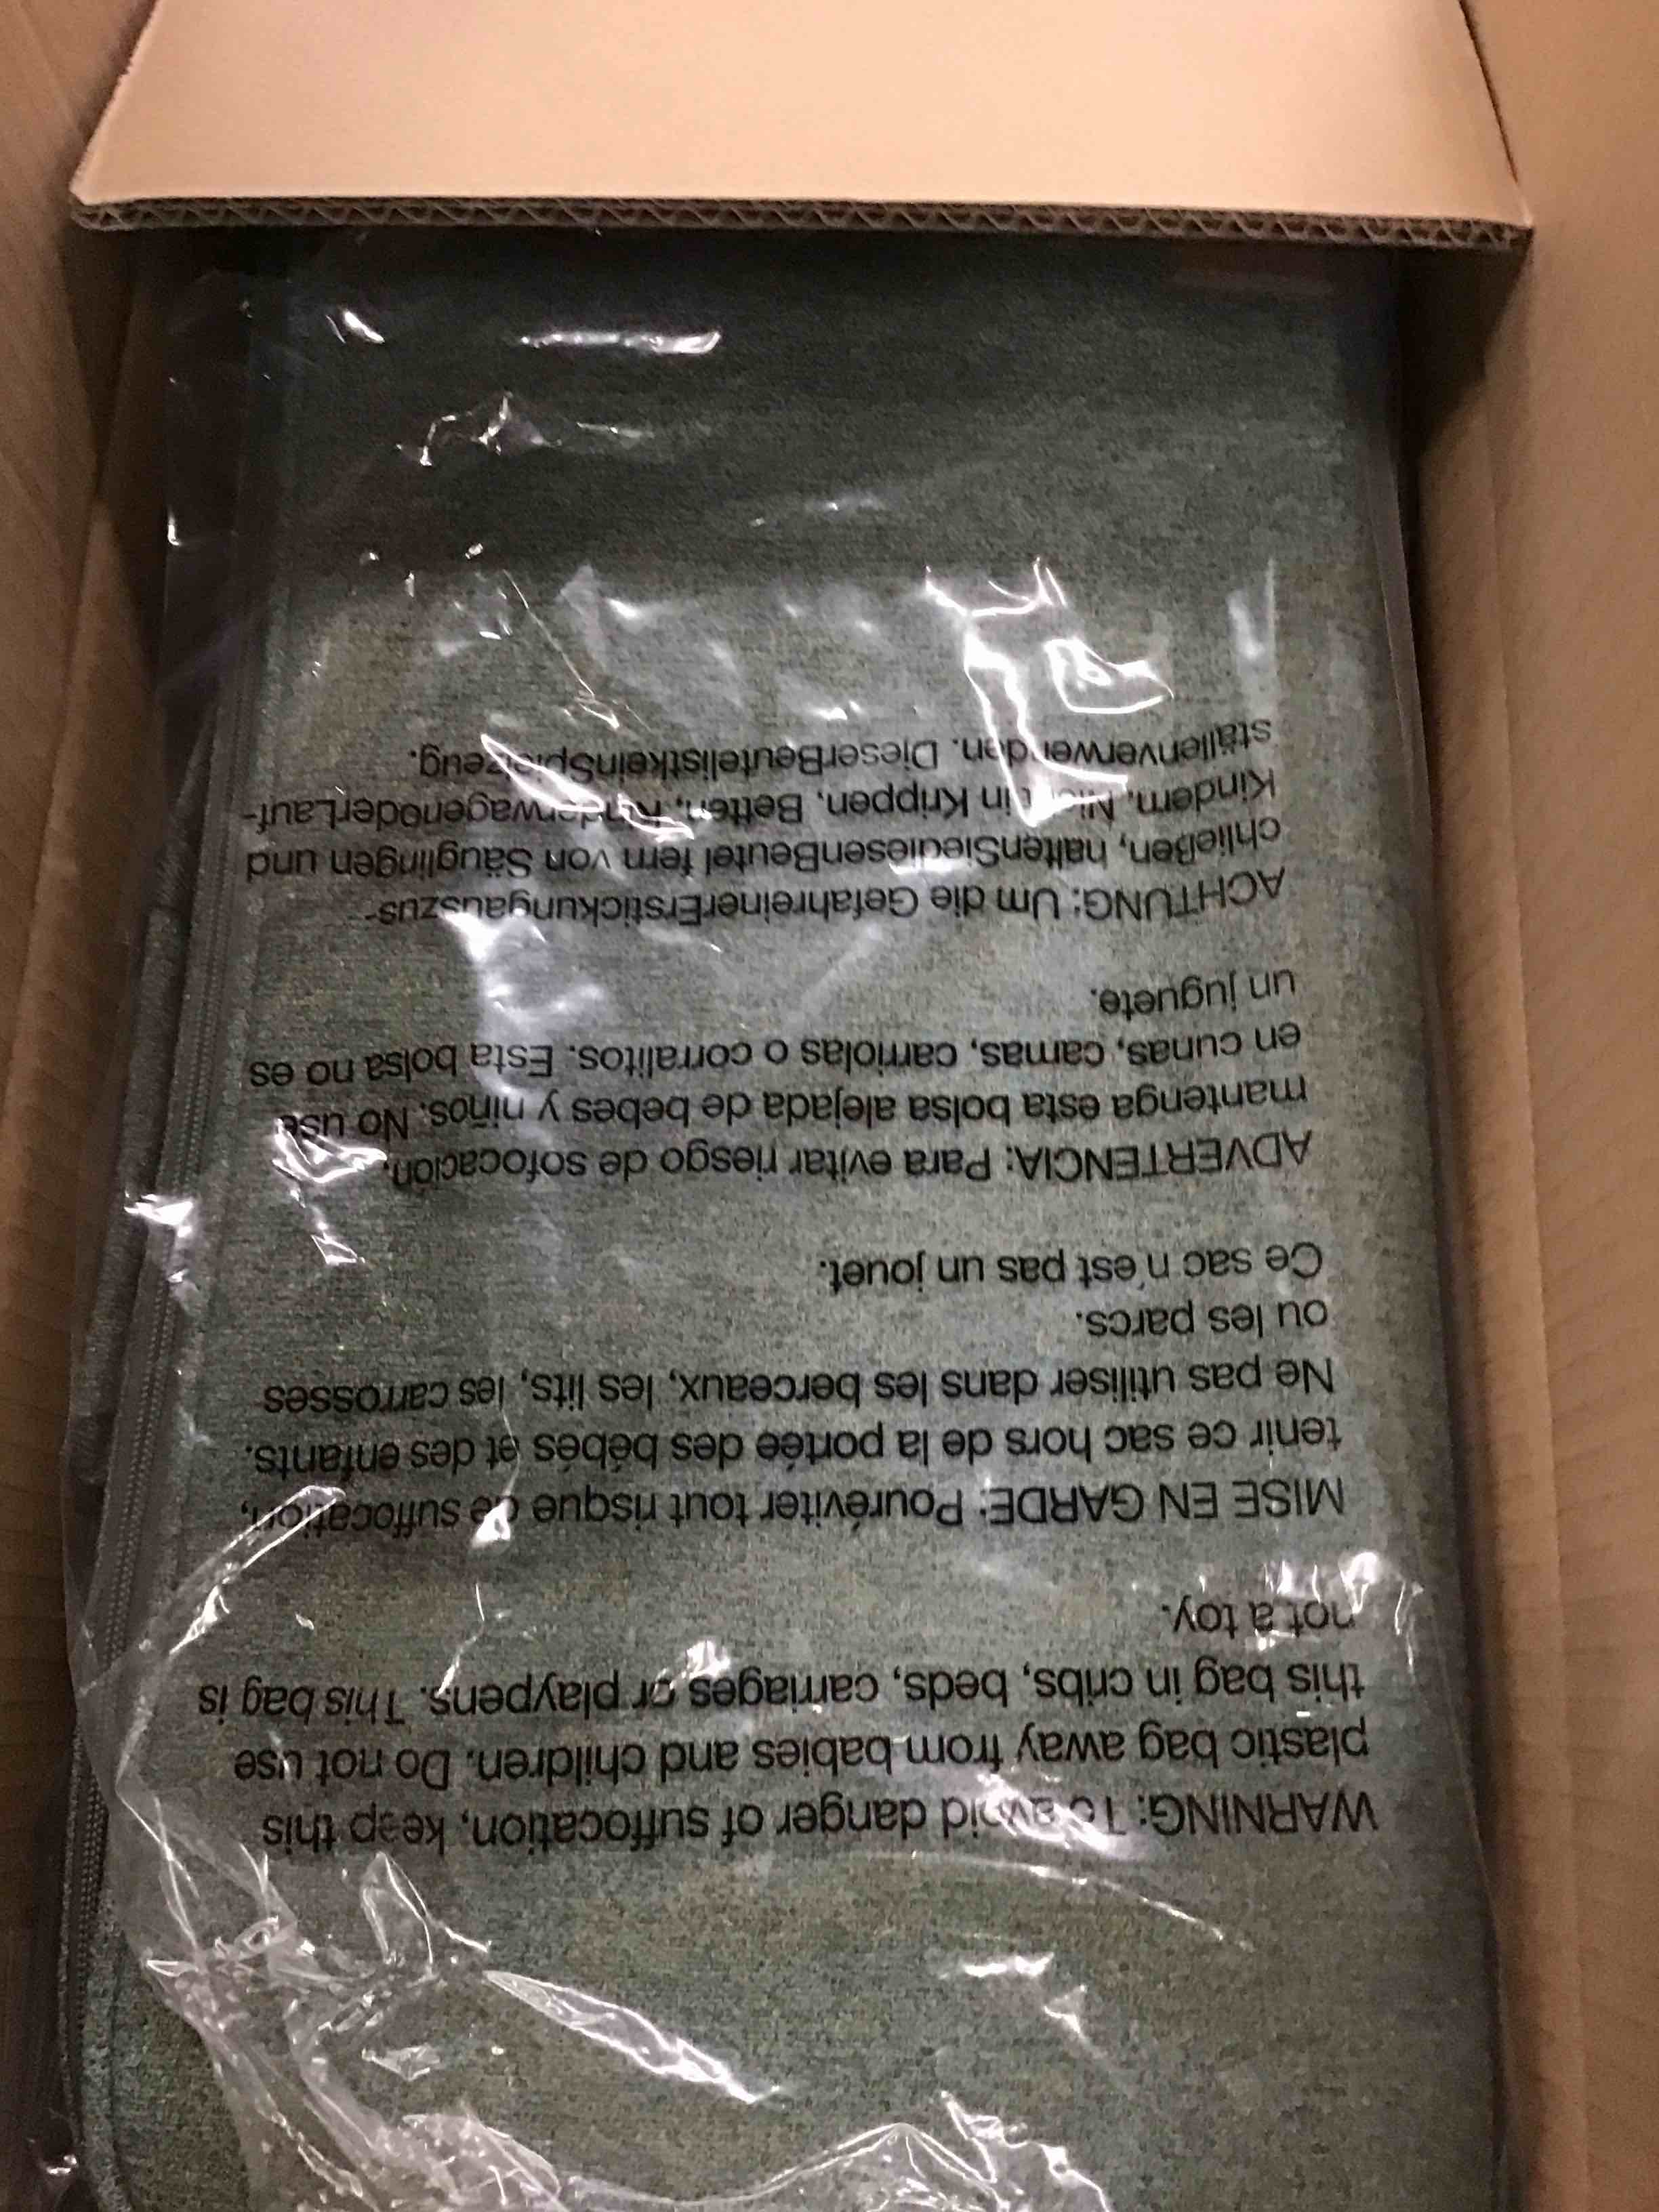 WARNING: To avoid danger of suffocation, keep this
plastic bag away from babies and children. Do not use
this bag in cribs, beds, carriages or playpens. This bag is
not a toy.
MISE EN GARDE: Pouréviter tout risque de suffocation,
tenir ce sac hors de la portée des bébés et des enfants.
Ne pas utiliser dans les berceaux, les lits, les carrosses
ou les parcs.
Ce sac n'est pas un jouet.
ADVERTENCIA: Para evitar riesgo de sofocación,
mantenga esta bolsa alejada de bebes y niños. No use
en cunas, camas, carriolas o corralitos. Esta bolsa no es
un juguete.
ACHTUNG: Um die GefahreinerErstickungauszus-
chließen, haltenSiediesenBeutel fern von Säuglingen und
Kindern. Nicht in Krippen, Betten, KinderwagenoderLauf-
ställenverwenden. DieserBeutelistkeinSpielzeug.